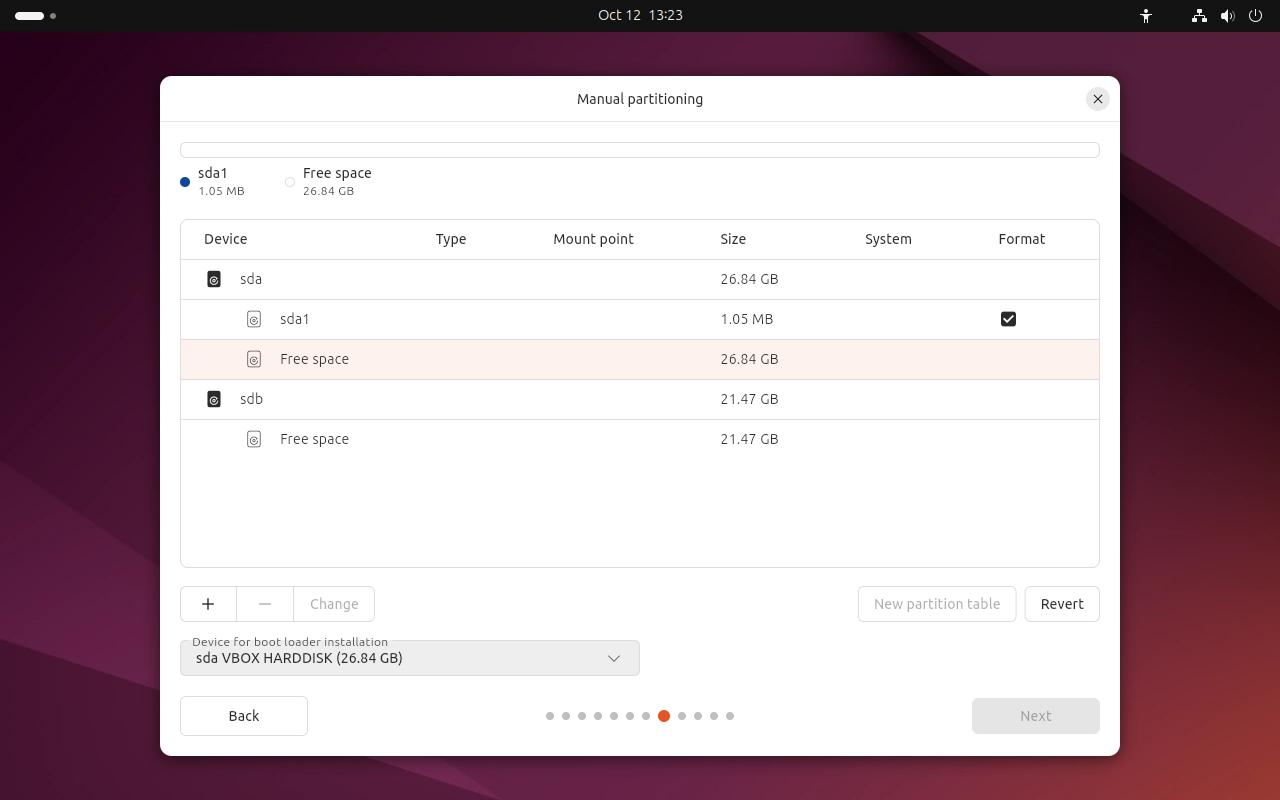 Oct 12 13:23
Manual partitioning
sda1
1.05 MB
Free space
26.84 GB
Device Type Mount point Size System Format
sda 26.84 GB
sda1 1.05 MB
Free space 26.84 GB
sdb 21.47 GB
Free space 21.47 GB
+ − Change New partition table Revert
Device for boot loader installation
sda VBOX HARDDISK (26.84 GB)
Back Next